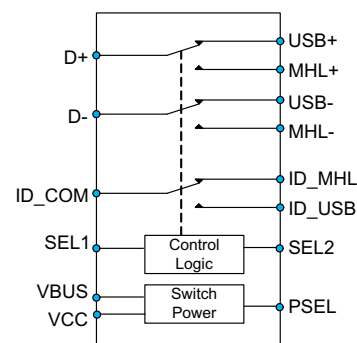 D+
USB+
MHL+
D-
USB-
MHL-
ID_COM
ID_MHL
ID_USB
SEL1
Control
Logic
SEL2
VBUS
VCC
Switch
Power
PSEL